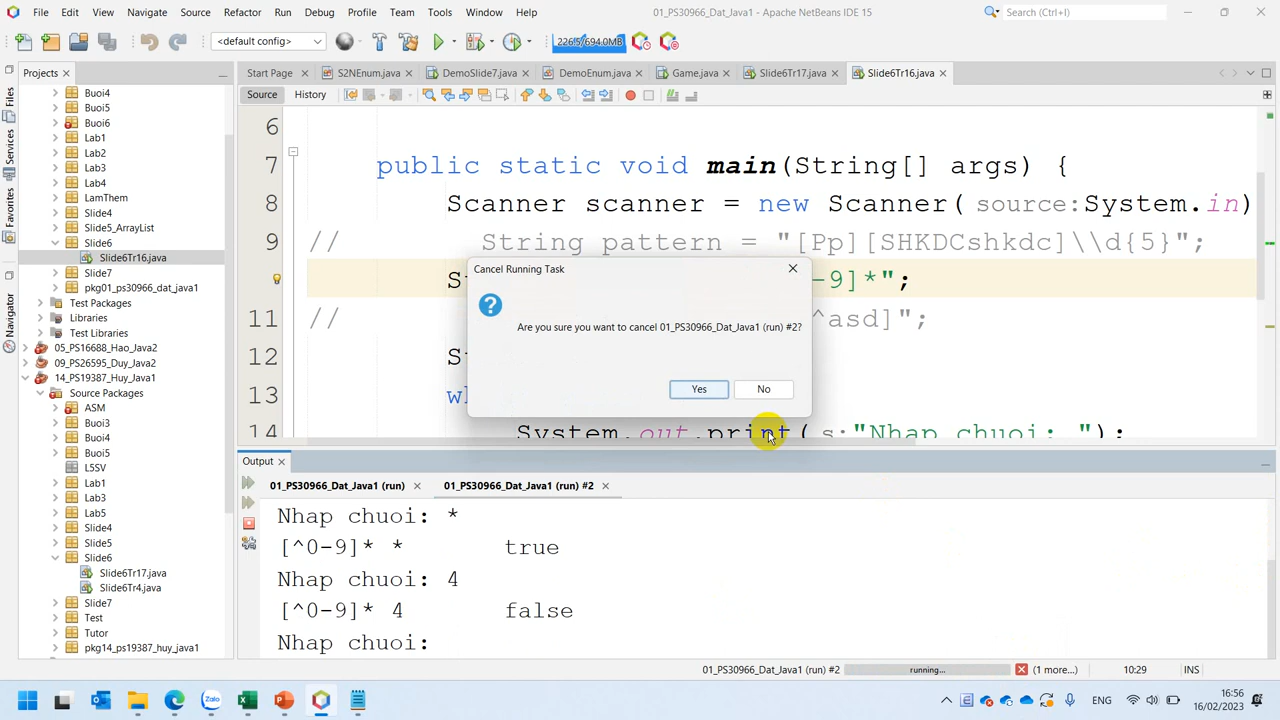 File Edit View Navigate Source Refactor Run Debug Profile Team Tools Window Help
01_PS30966_Dat_Java1 - Apache NetBeans IDE 15
Search (Ctrl+I)
<default config>
226.5/694.0MB
Projects
Start Page
S2NEnum.java
DemoSlide7.java
DemoEnum.java
Game.java
Slide6Tr17.java
Slide6Tr16.java
Source History
Files
Services
Favorites
Navigator
Buoi4
Buoi5
Buoi6
Lab1
Lab2
Lab3
Lab4
LamThem
Slide4
Slide5_ArrayList
Slide6
Slide6Tr16.java
Slide7
pkg01_ps30966_dat_java1
Test Packages
Libraries
Test Libraries
05_PS16688_Hao_Java2
09_PS26595_Duy_Java2
14_PS19387_Huy_Java1
Source Packages
ASM
Buoi3
Buoi4
Buoi5
L5SV
Lab1
Lab3
Lab5
Slide4
Slide5
Slide6
Slide6Tr17.java
Slide6Tr4.java
Slide7
Test
Tutor
pkg14_ps19387_huy_java1
6
7 public static void main(String[] args) {
8 Scanner scanner = new Scanner( source:System.in)
9 // String pattern = "[Pp][SHKDCshkdc]\\d{5}";
-9]*";
11 // ^asd]";
12
13
14 System.out.print( s:"Nhap chuoi: ");
Cancel Running Task
Are you sure you want to cancel 01_PS30966_Dat_Java1 (run) #2?
Yes No
Output
01_PS30966_Dat_Java1 (run)
01_PS30966_Dat_Java1 (run) #2
Nhap chuoi: *
[^0-9]* * true
Nhap chuoi: 4
[^0-9]* 4 false
Nhap chuoi:
01_PS30966_Dat_Java1 (run) #2 running... (1 more...) 10:29 INS
Zalo
ENG
16:56
16/02/2023